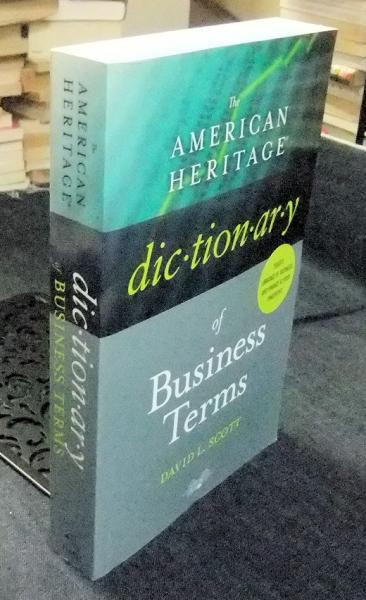 The
AMERICAN
HERITAGE
dic·tion·ar·y
of
Business
Terms
DAVID L. SCOTT
The
AMERICAN
HERITAGE
dic·tion·ar·y
of BUSINESS TERMS